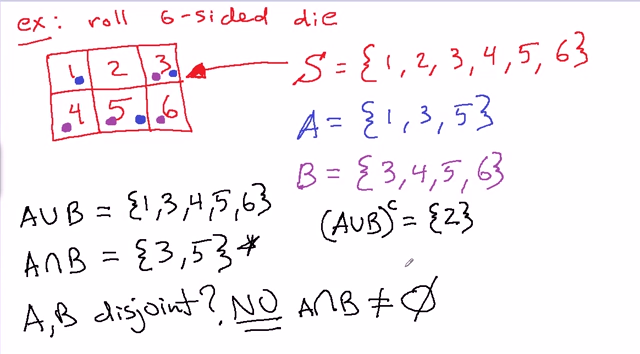 ex: roll 6-sided die
1 2 3
4 5 6
S = {1, 2, 3, 4, 5, 6}
A = {1, 3, 5}
B = {3, 4, 5, 6}
A∪B = {1,3,4,5,6}
(A∪B)ᶜ = {2}
A∩B = {3,5}*
A,B disjoint? NO A∩B ≠ ∅